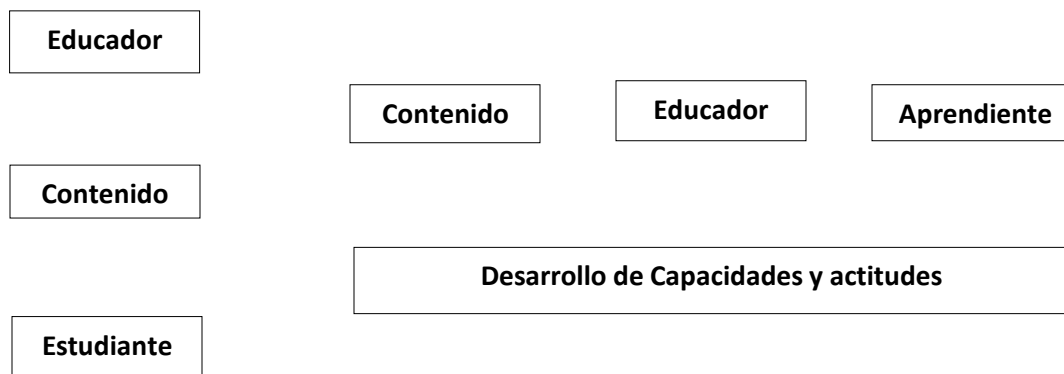 Educador
Contenido
Estudiante
Contenido
Educador
Aprendiente
Desarrollo de Capacidades y actitudes